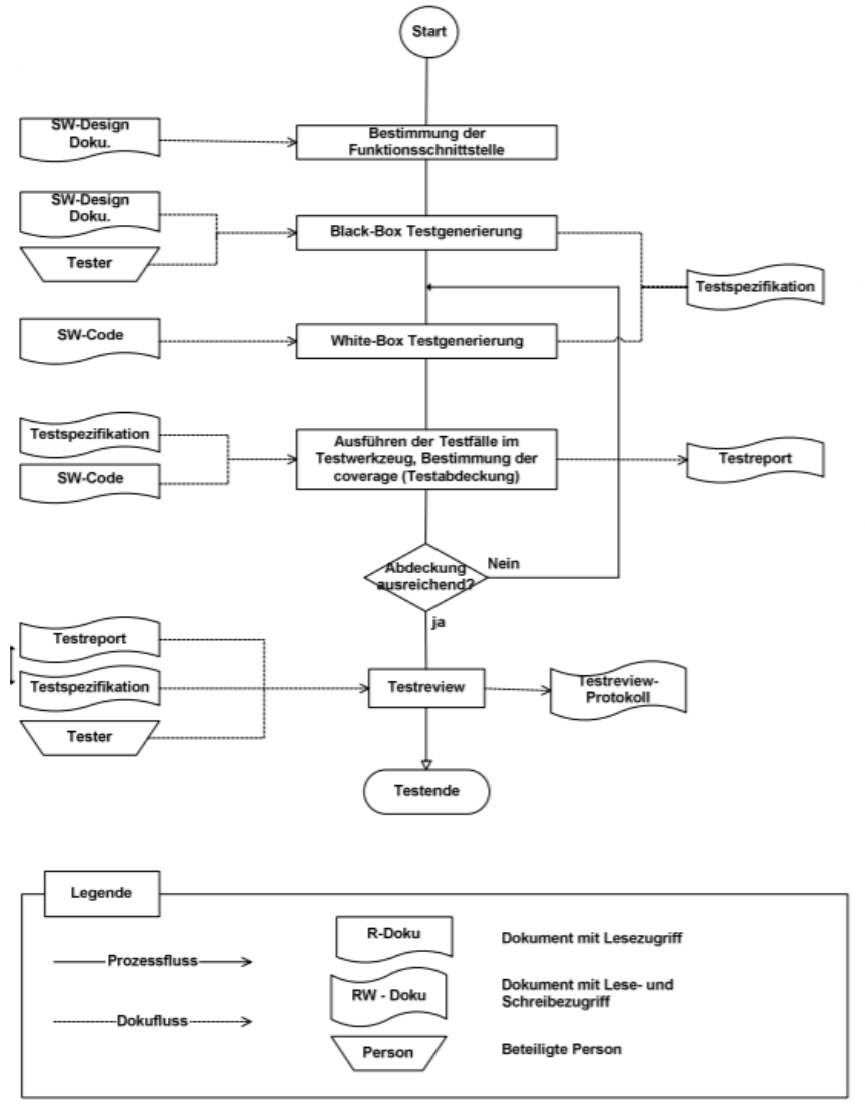 Start
SW-Design
Doku.
Bestimmung der
Funktionsschnittstelle
SW-Design
Doku.
Tester
Black-Box Testgenerierung
Testspezifikation
SW-Code
White-Box Testgenerierung
Testspezifikation
SW-Code
Ausführen der Testfälle im
Testwerkzeug, Bestimmung der
coverage (Testabdeckung)
Testreport
Abdeckung
ausreichend?
Nein
ja
Testreport
Testspezifikation
Tester
Testreview
Testreview-
Protokoll
Testende
Legende
Prozessfluss
Dokufluss
R-Doku
Dokument mit Lesezugriff
RW - Doku
Dokument mit Lese- und
Schreibezugriff
Person
Beteiligte Person